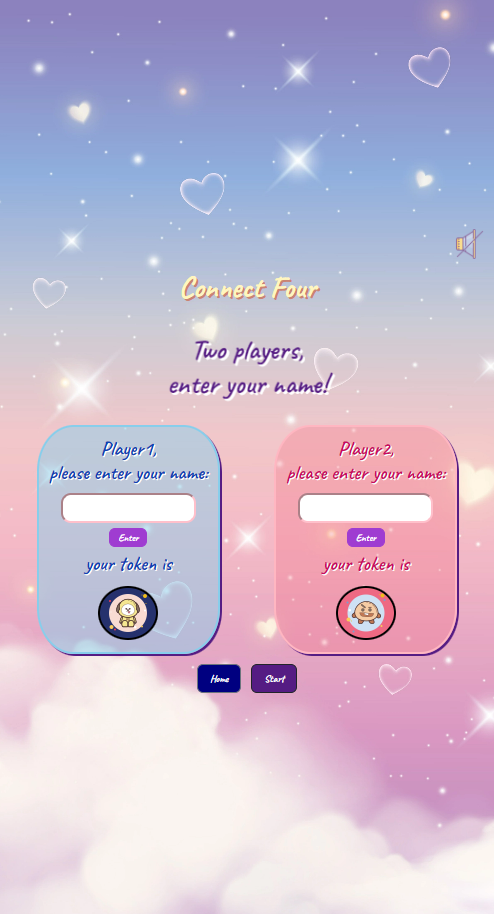 Connect Four
Two players,
enter your name!
Player1,
please enter your name:
Enter
your token is
Player2,
please enter your name:
Enter
your token is
Home
Start